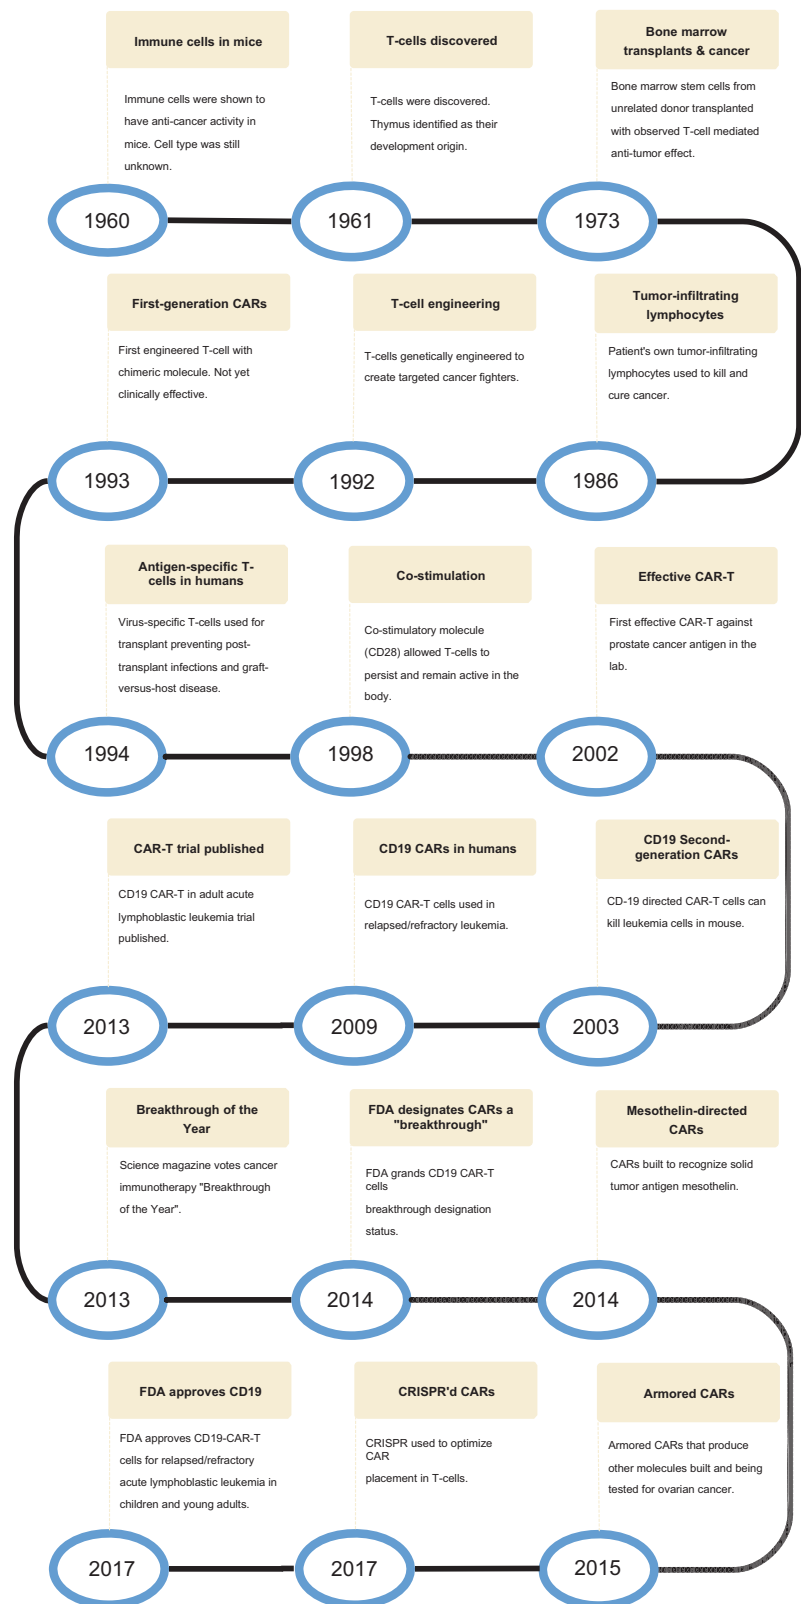 Immune cells in mice
Immune cells were shown to
have anti-cancer activity in
mice. Cell type was still
unknown.
1960
T-cells discovered
T-cells were discovered.
Thymus identified as their
development origin.
1961
Bone marrow
transplants & cancer
Bone marrow stem cells from
unrelated donor transplanted
with observed T-cell mediated
anti-tumor effect.
1973
First-generation CARs
First engineered T-cell with
chimeric molecule. Not yet
clinically effective.
1993
T-cell engineering
T-cells genetically engineered to
create targeted cancer fighters.
1992
Tumor-infiltrating
lymphocytes
Patient's own tumor-infiltrating
lymphocytes used to kill and
cure cancer.
1986
Antigen-specific T-
cells in humans
Virus-specific T-cells used for
transplant preventing post-
transplant infections and graft-
versus-host disease.
1994
Co-stimulation
Co-stimulatory molecule
(CD28) allowed T-cells to
persist and remain active in the
body.
1998
Effective CAR-T
First effective CAR-T against
prostate cancer antigen in the
lab.
2002
CAR-T trial published
CD19 CAR-T in adult acute
lymphoblastic leukemia trial
published.
2013
CD19 CARs in humans
CD19 CAR-T cells used in
relapsed/refractory leukemia.
2009
CD19 Second-
generation CARs
CD-19 directed CAR-T cells can
kill leukemia cells in mouse.
2003
Breakthrough of the
Year
Science magazine votes cancer
immunotherapy "Breakthrough
of the Year".
2013
FDA designates CARs a
"breakthrough"
FDA grands CD19 CAR-T
cells
breakthrough designation
status.
2014
Mesothelin-directed
CARs
CARs built to recognize solid
tumor antigen mesothelin.
2014
FDA approves CD19
FDA approves CD19-CAR-T
cells for relapsed/refractory
acute lymphoblastic leukemia in
children and young adults.
2017
CRISPR'd CARs
CRISPR used to optimize
CAR
placement in T-cells.
2017
Armored CARs
Armored CARs that produce
other molecules built and being
tested for ovarian cancer.
2015